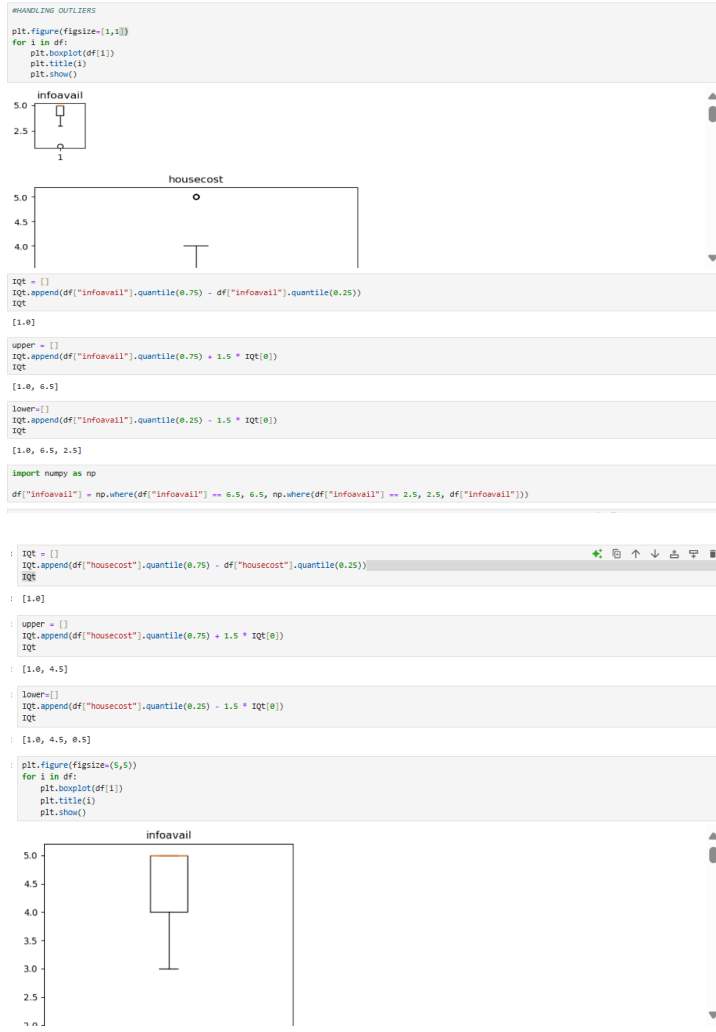 #HANDLING OUTLIERS
plt.figure(figsize=[1,1])
for i in df:
    plt.boxplot(df[i])
    plt.title(i)
    plt.show()
infoavail
5.0
2.5
1
housecost
5.0
4.5
4.0
IQt = []
IQt.append(df["infoavail"].quantile(0.75) - df["infoavail"].quantile(0.25))
IQt
[1.0]
upper = []
IQt.append(df["infoavail"].quantile(0.75) + 1.5 * IQt[0])
IQt
[1.0, 6.5]
lower=[]
IQt.append(df["infoavail"].quantile(0.25) - 1.5 * IQt[0])
IQt
[1.0, 6.5, 2.5]
import numpy as np
df["infoavail"] = np.where(df["infoavail"] == 6.5, 6.5, np.where(df["infoavail"] == 2.5, 2.5, df["infoavail"]))
: IQt = []
IQt.append(df["housecost"].quantile(0.75) - df["housecost"].quantile(0.25))
IQt
: [1.0]
: upper = []
IQt.append(df["housecost"].quantile(0.75) + 1.5 * IQt[0])
IQt
: [1.0, 4.5]
: lower=[]
IQt.append(df["housecost"].quantile(0.25) - 1.5 * IQt[0])
IQt
: [1.0, 4.5, 0.5]
: plt.figure(figsize=(5,5))
for i in df:
    plt.boxplot(df[i])
    plt.title(i)
    plt.show()
infoavail
5.0
4.5
4.0
3.5
3.0
2.5
2.0